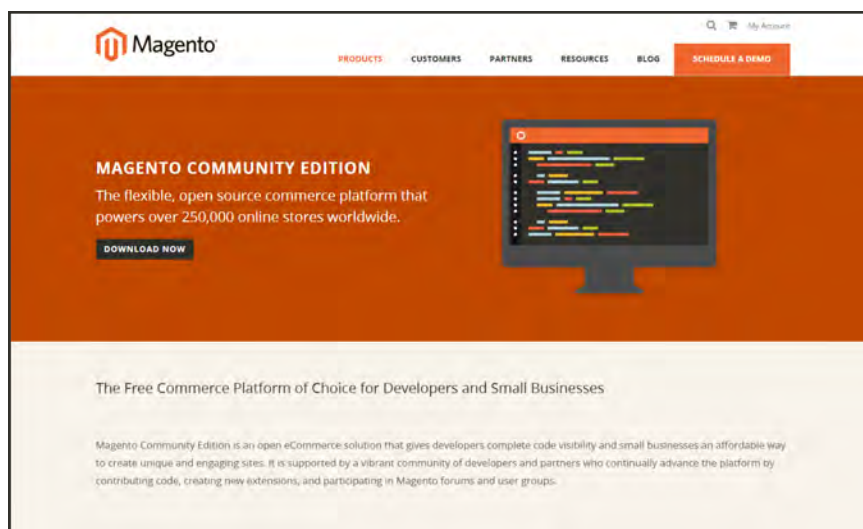 My Account
Magento
PRODUCTS CUSTOMERS PARTNERS RESOURCES BLOG SCHEDULE A DEMO
MAGENTO COMMUNITY EDITION
The flexible, open source commerce platform that
powers over 250,000 online stores worldwide.
DOWNLOAD NOW
The Free Commerce Platform of Choice for Developers and Small Businesses
Magento Community Edition is an open eCommerce solution that gives developers complete code visibility and small businesses an affordable way
to create unique and engaging sites. It is supported by a vibrant community of developers and partners who continually advance the platform by
contributing code, creating new extensions, and participating in Magento forums and user groups.